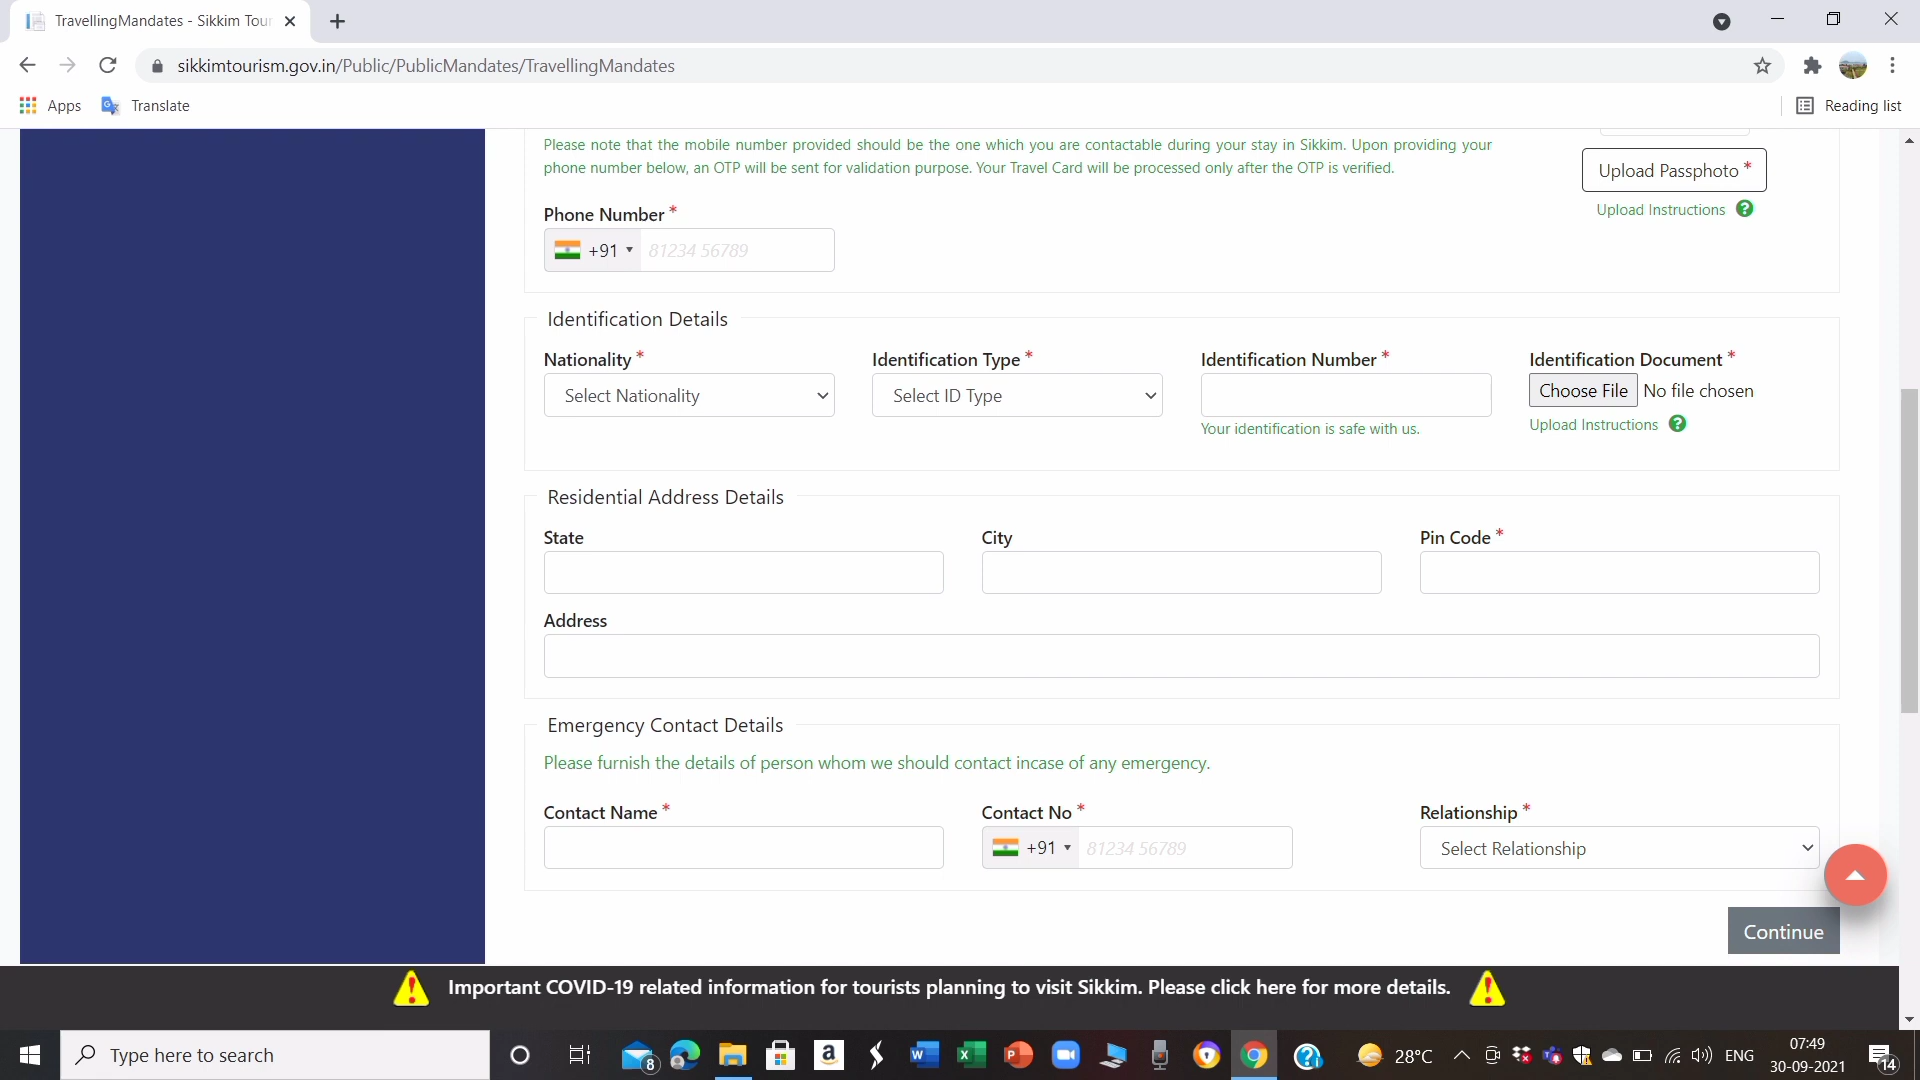 TravellingMandates - Sikkim Tour
sikkimtourism.gov.in/Public/PublicMandates/TravellingMandates
Apps
Translate
Reading list
Please note that the mobile number provided should be the one which you are contactable during your stay in Sikkim. Upon providing your
phone number below, an OTP will be sent for validation purpose. Your Travel Card will be processed only after the OTP is verified.
Upload Passphoto *
Upload Instructions ?
Phone Number *
+91 81234 56789
Identification Details
Nationality * Identification Type * Identification Number * Identification Document *
Select Nationality Select ID Type Choose File No file chosen
Your identification is safe with us. Upload Instructions ?
Residential Address Details
State City Pin Code *
Address
Emergency Contact Details
Please furnish the details of person whom we should contact incase of any emergency.
Contact Name * Contact No * Relationship *
+91 81234 56789 Select Relationship
Continue
Important COVID-19 related information for tourists planning to visit Sikkim. Please click here for more details.
Type here to search
8
28°C
ENG
07:49
30-09-2021
14